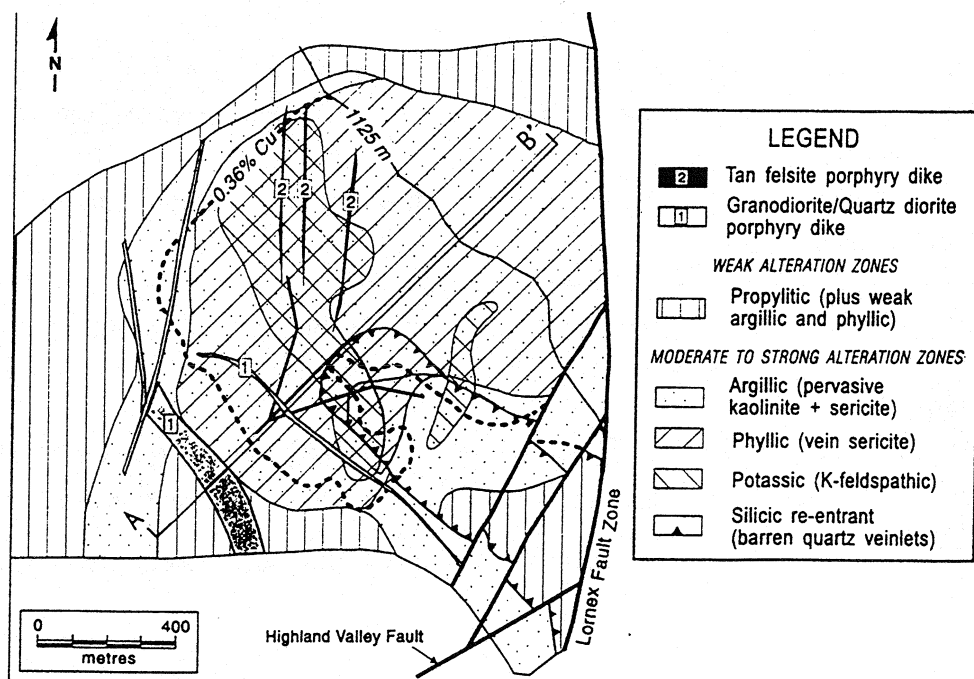 N
0.36% Cu
1125 m
B'
2
2
2
1
1
A
0 400
metres
Highland Valley Fault
Lornex Fault Zone
LEGEND
2 Tan felsite porphyry dike
1 Granodiorite/Quartz diorite
porphyry dike
WEAK ALTERATION ZONES
Propylitic (plus weak
argillic and phyllic)
MODERATE TO STRONG ALTERATION ZONES
Argillic (pervasive
kaolinite + sericite)
Phyllic (vein sericite)
Potassic (K-feldspathic)
Silicic re-entrant
(barren quartz veinlets)